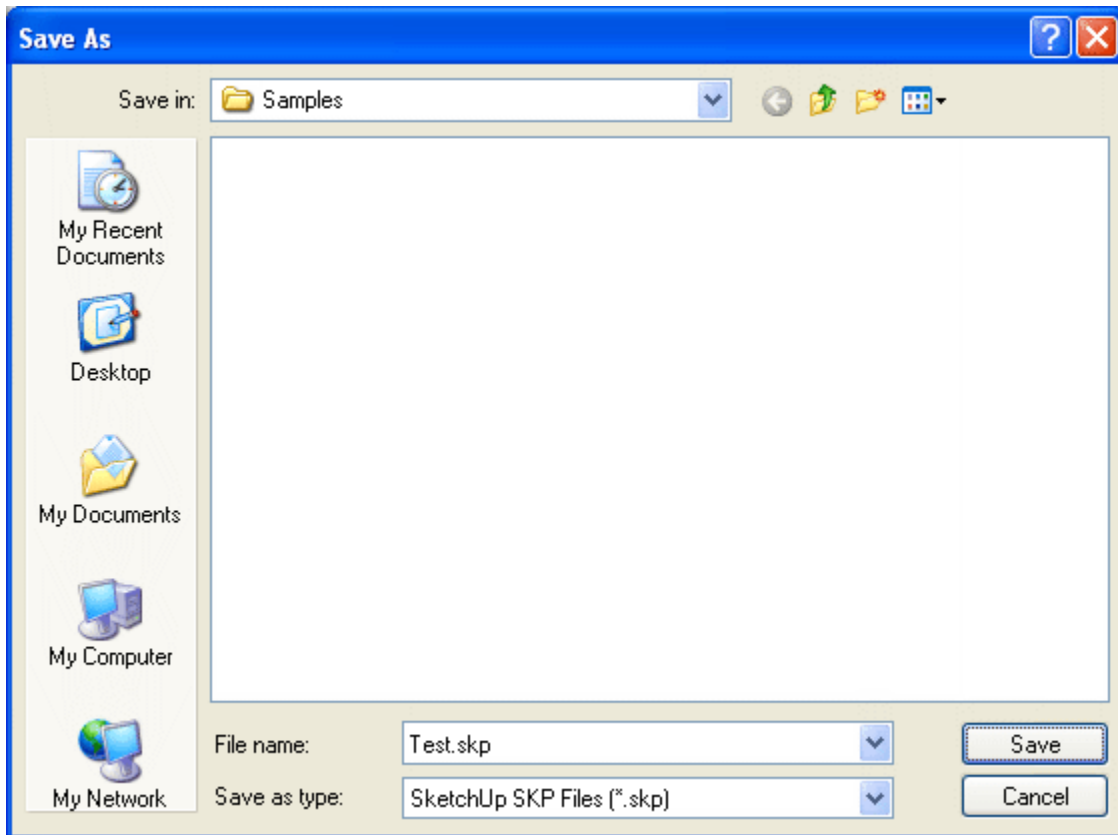 Save As
Save in:
Samples
My Recent
Documents
Desktop
My Documents
My Computer
My Network
File name:
Test.skp
Save
Save as type:
SketchUp SKP Files (*.skp)
Cancel